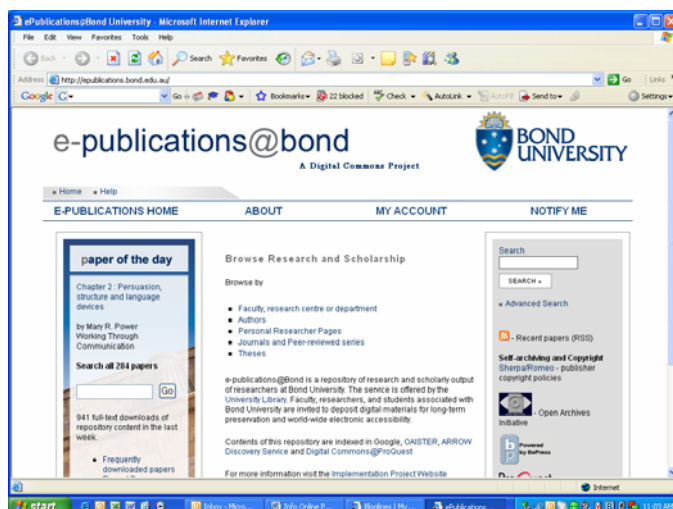 ePublications@Bond University - Microsoft Internet Explorer
File Edit View Favorites Tools Help
Back Search Favorites
Address http://epublications.bond.edu.au/ Go Links
Google G Go Bookmarks 22 blocked Check AutoLink AutoFill Send to Settings
e-publications@bond
A Digital Commons Project
BOND
UNIVERSITY
Home Help
E-PUBLICATIONS HOME ABOUT MY ACCOUNT NOTIFY ME
paper of the day
Chapter 2 : Persuasion,
structure and language
devices
by Mary R. Power
Working Through
Communication
Search all 284 papers
Go
941 full-text downloads of
repository content in the last
week.
Frequently
downloaded papers
Browse Research and Scholarship
Browse by
Faculty, research centre or department
Authors
Personal Researcher Pages
Journals and Peer-reviewed series
Theses
e-publications@Bond is a repository of research and scholarly output
of researchers at Bond University. The service is offered by the
University Library. Faculty, researchers, and students associated with
Bond University are invited to deposit digital materials for long-term
preservation and world-wide electronic accessibility.
Contents of this repository are indexed in Google, OAISTER, ARROW
Discovery Service and Digital Commons@ProQuest
For more information visit the Implementation Project Website
Search
SEARCH »
Advanced Search
- Recent papers (RSS)
Self-archiving and Copyright
Sherpa/Romeo - publisher
copyright policies
- Open Archives
Initiative
Powered
by BePress
Internet
start Inbox - Micro... Info Online P... Bloglines | My... ePublications... 11:03 AM